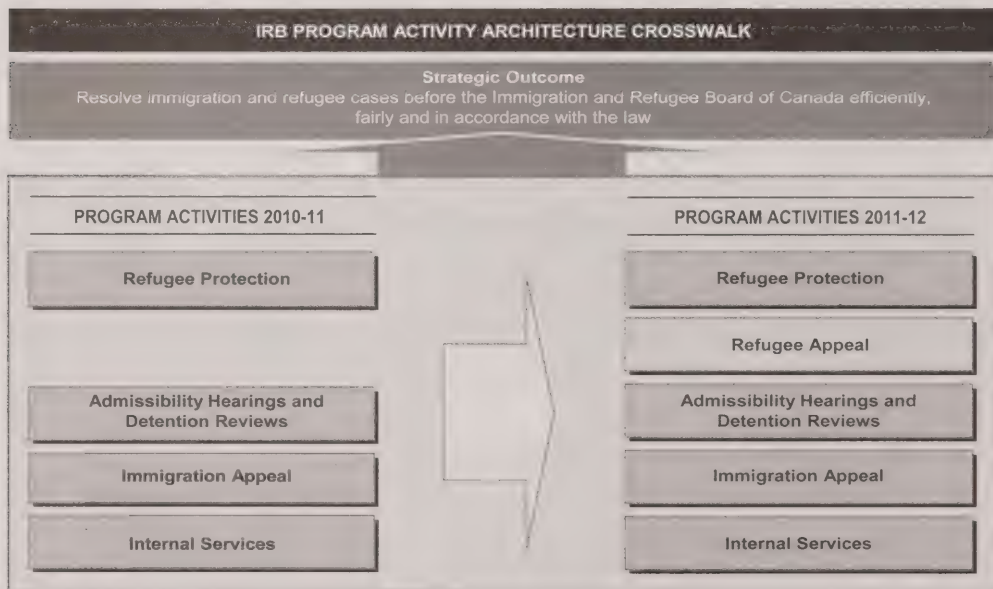 IRB PROGRAM ACTIVITY ARCHITECTURE CROSSWALK
Strategic Outcome
Resolve immigration and refugee cases before the Immigration and Refugee Board of Canada efficiently,
fairly and in accordance with the law
PROGRAM ACTIVITIES 2010-11
Refugee Protection
Admissibility Hearings and
Detention Reviews
Immigration Appeal
Internal Services
PROGRAM ACTIVITIES 2011-12
Refugee Protection
Refugee Appeal
Admissibility Hearings and
Detention Reviews
Immigration Appeal
Internal Services